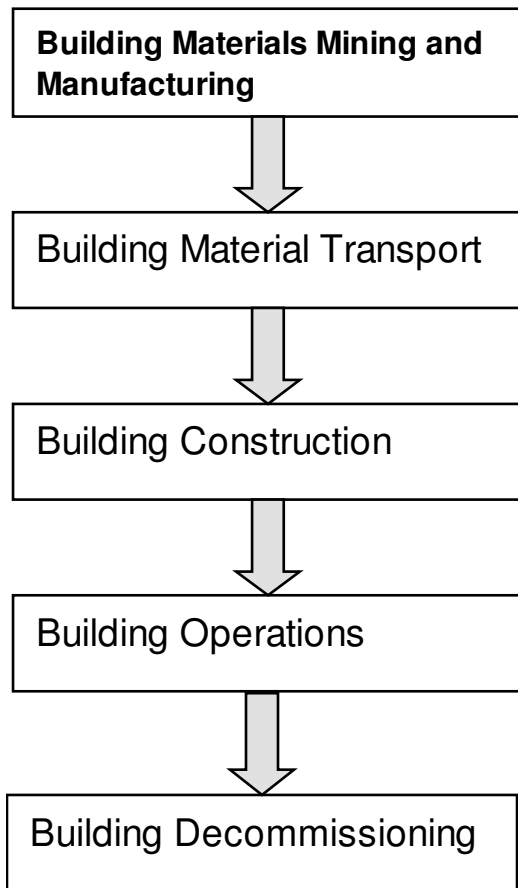 Building Materials Mining and
Manufacturing
Building Material Transport
Building Construction
Building Operations
Building Decommissioning